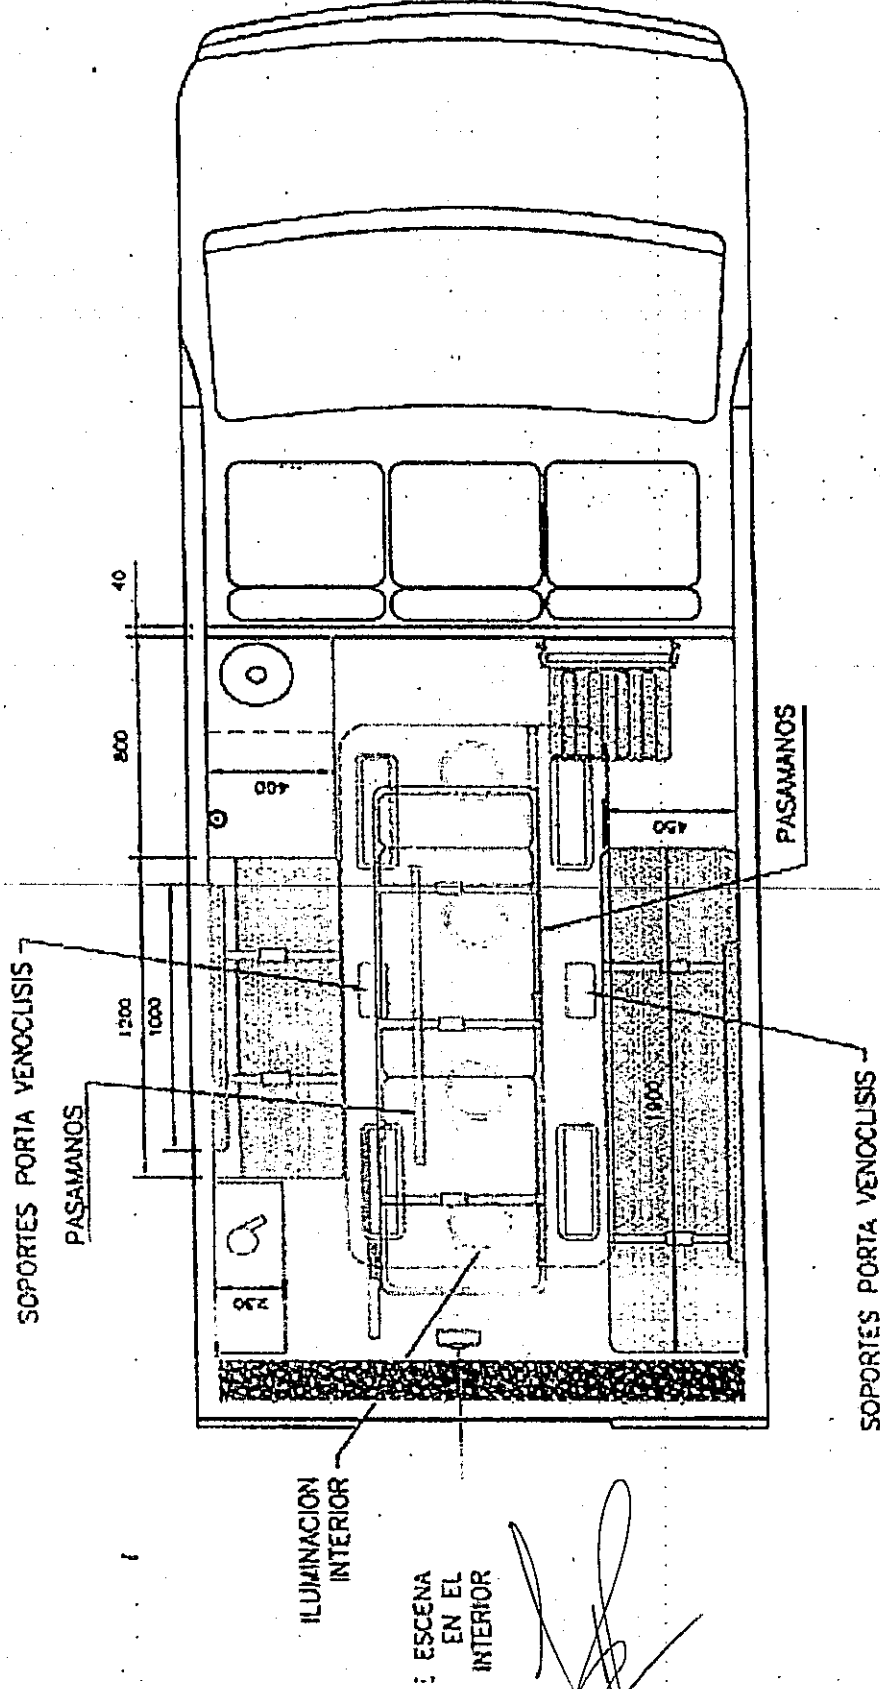 40
800
400
SOPORTES PORTA VENOCLISIS
1200
1000
PASAMANOS
PASAMANOS
450
1900
SOPORTES PORTA VENOCLISIS
230
ILUMINACION
INTERIOR
: ESCENA
EN EL
INTERIOR